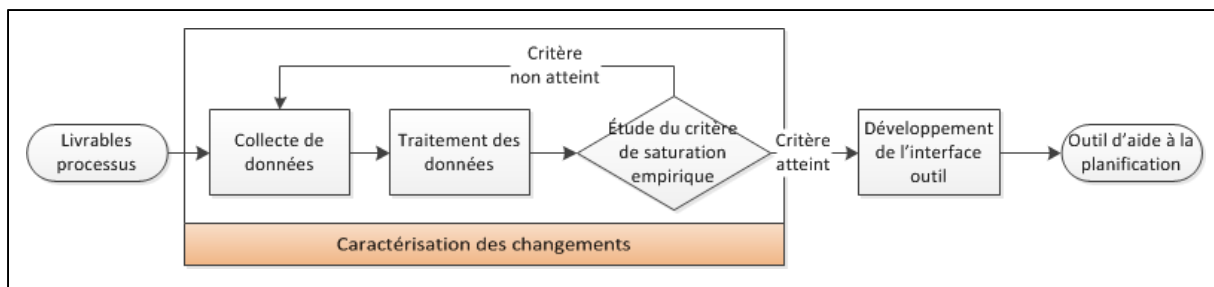 Critère
non atteint
Livrables
processus
Collecte de
données
Traitement des
données
Étude du critère
de saturation
empirique
Critère
atteint
Développement
de l'interface
outil
Outil d'aide à la
planification
Caractérisation des changements